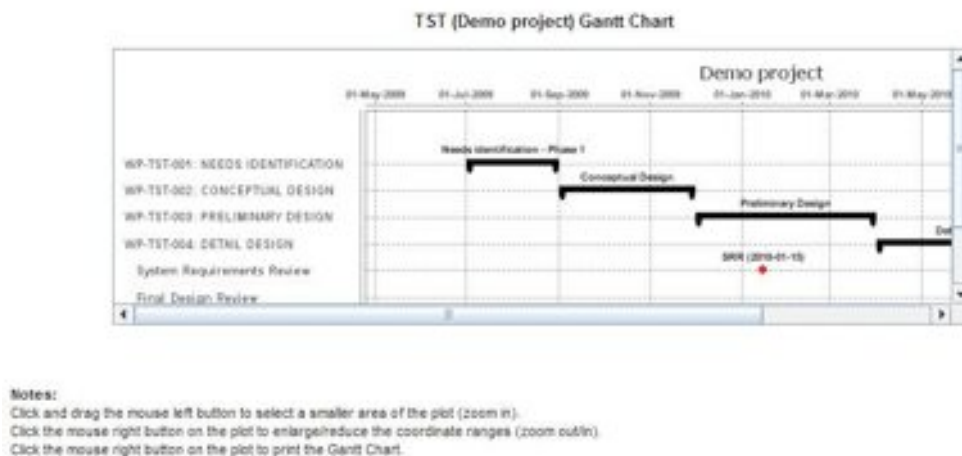 TST (Demo project) Gantt Chart
Demo project
01-May-2009 01-Jul-2009 01-Sep-2009 01-Nov-2009 01-Jan-2010 01-Mar-2010 01-May-2010
Needs Identification - Phase 1
WP-TST-001: NEEDS IDENTIFICATION
Conceptual Design
WP-TST-002: CONCEPTUAL DESIGN
Preliminary Design
WP-TST-003: PRELIMINARY DESIGN
WP-TST-004: DETAIL DESIGN
SRR (2010-01-15)
System Requirements Review
Final Design Review
Notes:
Click and drag the mouse left button to select a smaller area of the plot (zoom in).
Click the mouse right button on the plot to enlarge/reduce the coordinate ranges (zoom out/in).
Click the mouse right button on the plot to print the Gantt Chart.